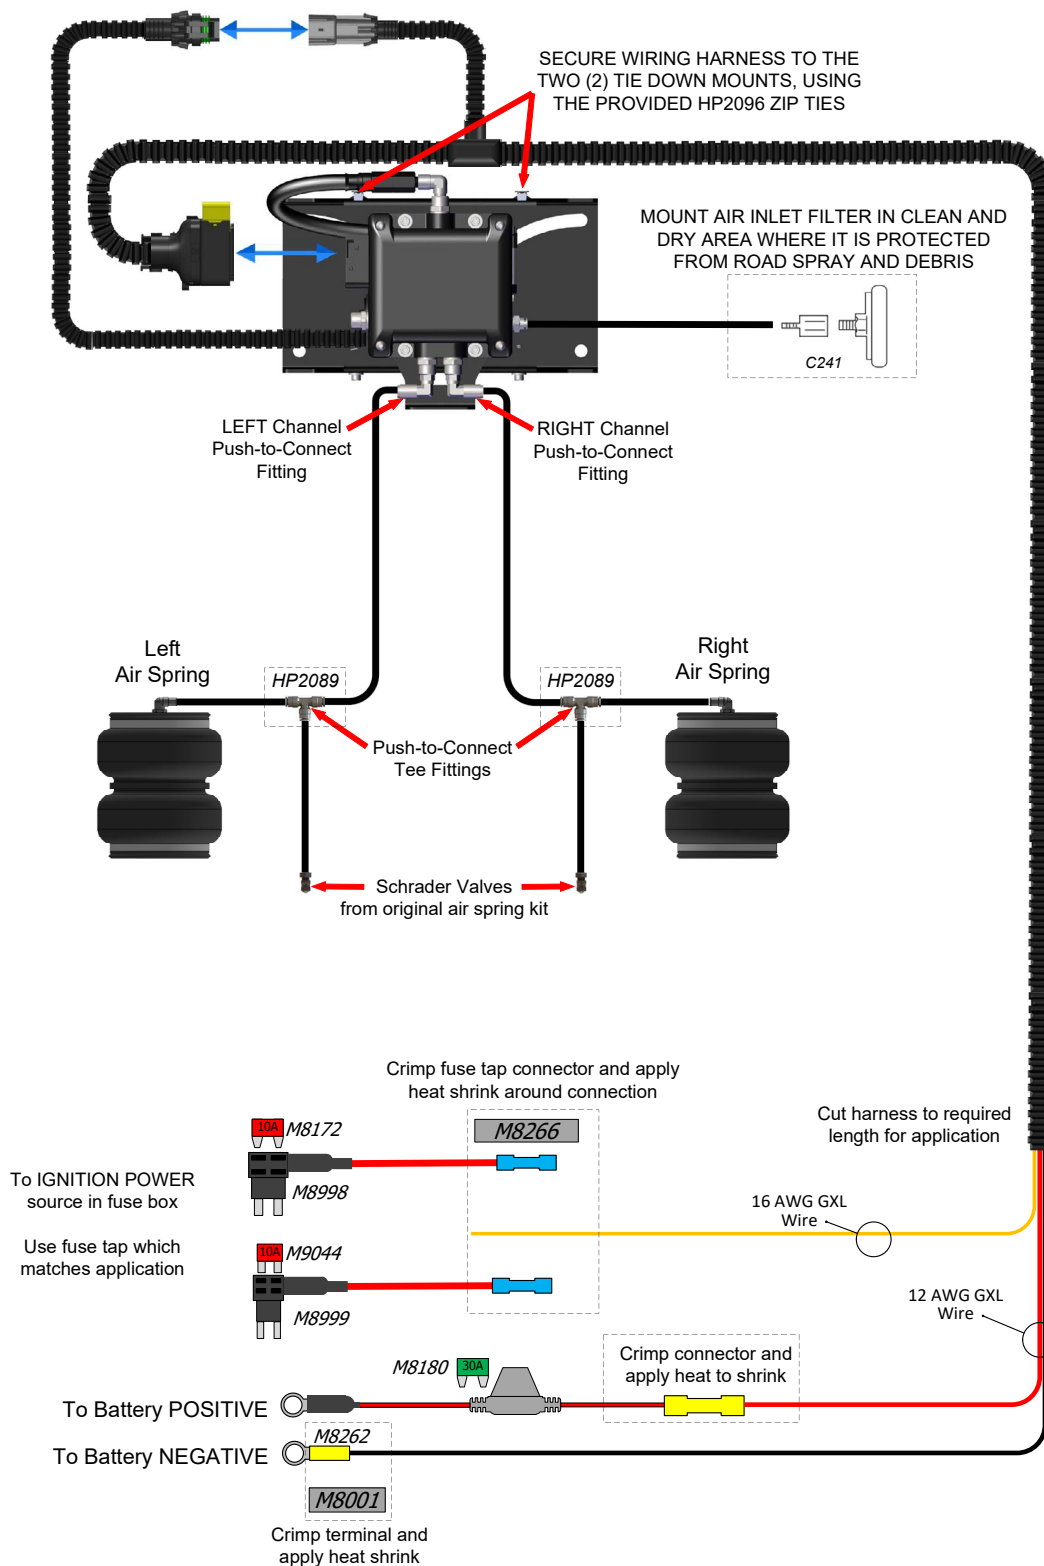 SECURE WIRING HARNESS TO THE
TWO (2) TIE DOWN MOUNTS, USING
THE PROVIDED HP2096 ZIP TIES
MOUNT AIR INLET FILTER IN CLEAN AND
DRY AREA WHERE IT IS PROTECTED
FROM ROAD SPRAY AND DEBRIS
C241
LEFT Channel
Push-to-Connect
Fitting
RIGHT Channel
Push-to-Connect
Fitting
Left
Air Spring
HP2089
HP2089
Right
Air Spring
Push-to-Connect
Tee Fittings
Schrader Valves
from original air spring kit
Crimp fuse tap connector and apply
heat shrink around connection
M8266
Cut harness to required
length for application
10A
M8172
M8998
To IGNITION POWER
source in fuse box
Use fuse tap which
matches application
10A
M9044
M8999
16 AWG GXL
Wire
12 AWG GXL
Wire
M8180
30A
Crimp connector and
apply heat to shrink
To Battery POSITIVE
M8262
To Battery NEGATIVE
M8001
Crimp terminal and
apply heat shrink